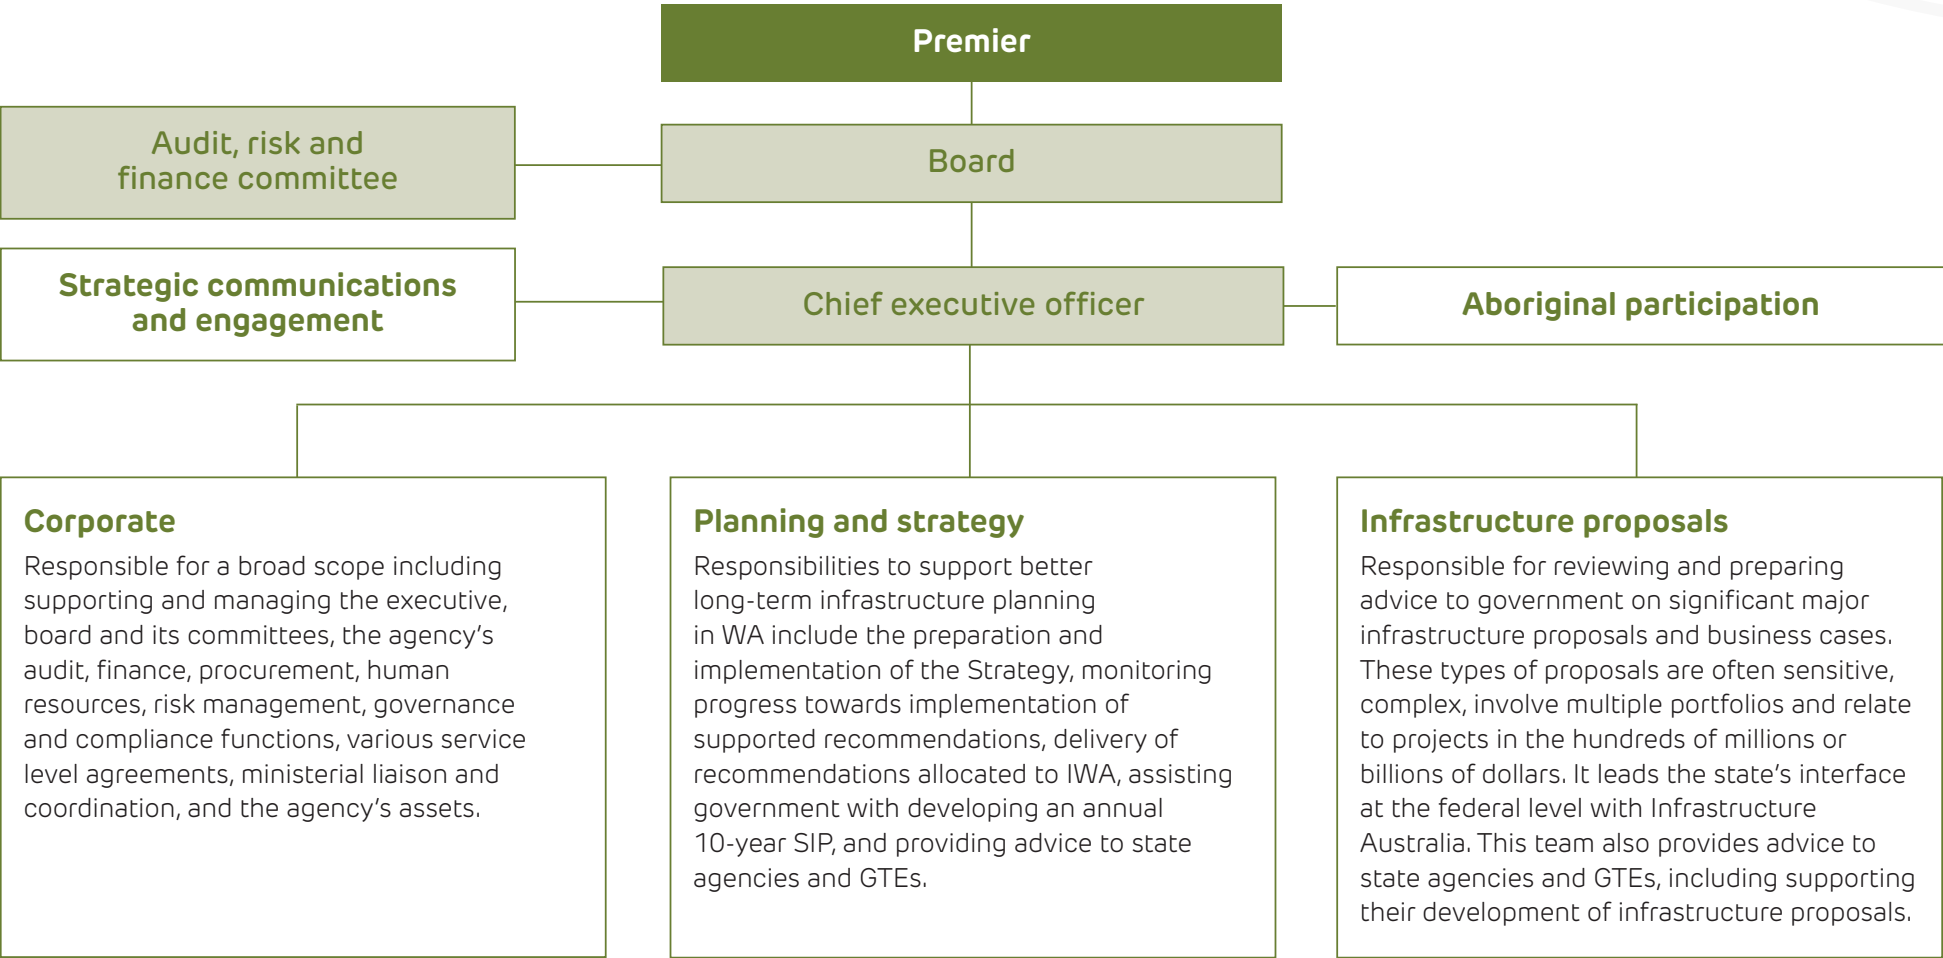 Premier
Audit, risk and
finance committee
Board
Strategic communications
and engagement
Chief executive officer
Aboriginal participation
Corporate
Responsible for a broad scope including
supporting and managing the executive,
board and its committees, the agency’s
audit, finance, procurement, human
resources, risk management, governance
and compliance functions, various service
level agreements, ministerial liaison and
coordination, and the agency’s assets.
Planning and strategy
Responsibilities to support better
long-term infrastructure planning
in WA include the preparation and
implementation of the Strategy, monitoring
progress towards implementation of
supported recommendations, delivery of
recommendations allocated to IWA, assisting
government with developing an annual
10-year SIP, and providing advice to state
agencies and GTEs.
Infrastructure proposals
Responsible for reviewing and preparing
advice to government on significant major
infrastructure proposals and business cases.
These types of proposals are often sensitive,
complex, involve multiple portfolios and relate
to projects in the hundreds of millions or
billions of dollars. It leads the state’s interface
at the federal level with Infrastructure
Australia. This team also provides advice to
state agencies and GTEs, including supporting
their development of infrastructure proposals.